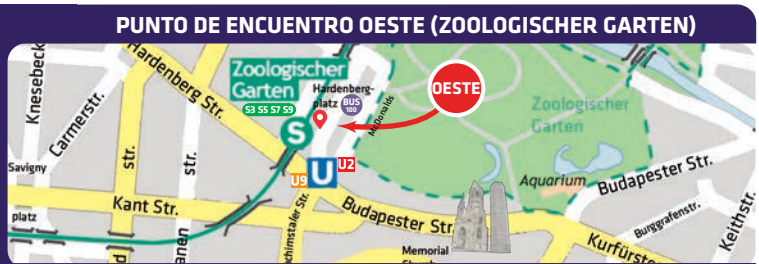 PUNTO DE ENCUENTRO OESTE (ZOOLOGISCHER GARTEN)
Knesebeck
Carmerstr.
Hardenberg Str.
Zoologischer
Garten
S3 S5 S7 S9
Hardenberg-
platz
BUS
100
McDonalds
OESTE
Zoologischer
Garten
S
Savigny
platz
str.
str.
U9
U
U2
Aquarium
Budapester Str.
Kant Str.
Budapester Str
Burggrafenstr.
Keithstr.
Kurfürste
Memorial